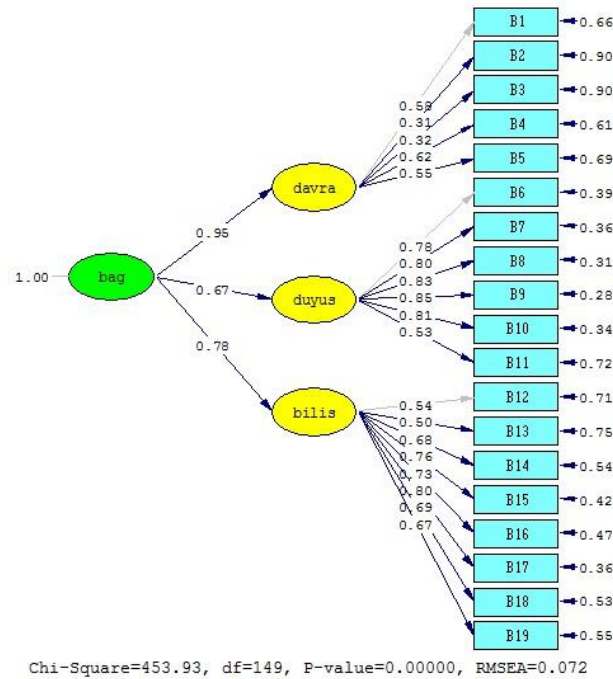 B1 0.66
B2 0.90
B3 0.90
0.58
0.31 B4 0.61
0.32
0.62 B5 0.69
0.55
davra B6 0.39
B7 0.36
0.95
0.78
0.80 B8 0.31
1.00 bag 0.83
0.67 duyus 0.85 B9 0.28
0.81
0.53 B10 0.34
0.78 B11 0.72
B12 0.71
0.54
bilis 0.50 B13 0.75
0.68
0.76 B14 0.54
0.73
0.80 B15 0.42
0.69
0.67 B16 0.47
B17 0.36
B18 0.53
B19 0.55
Chi-Square=453.93, df=149, P-value=0.00000, RMSEA=0.072